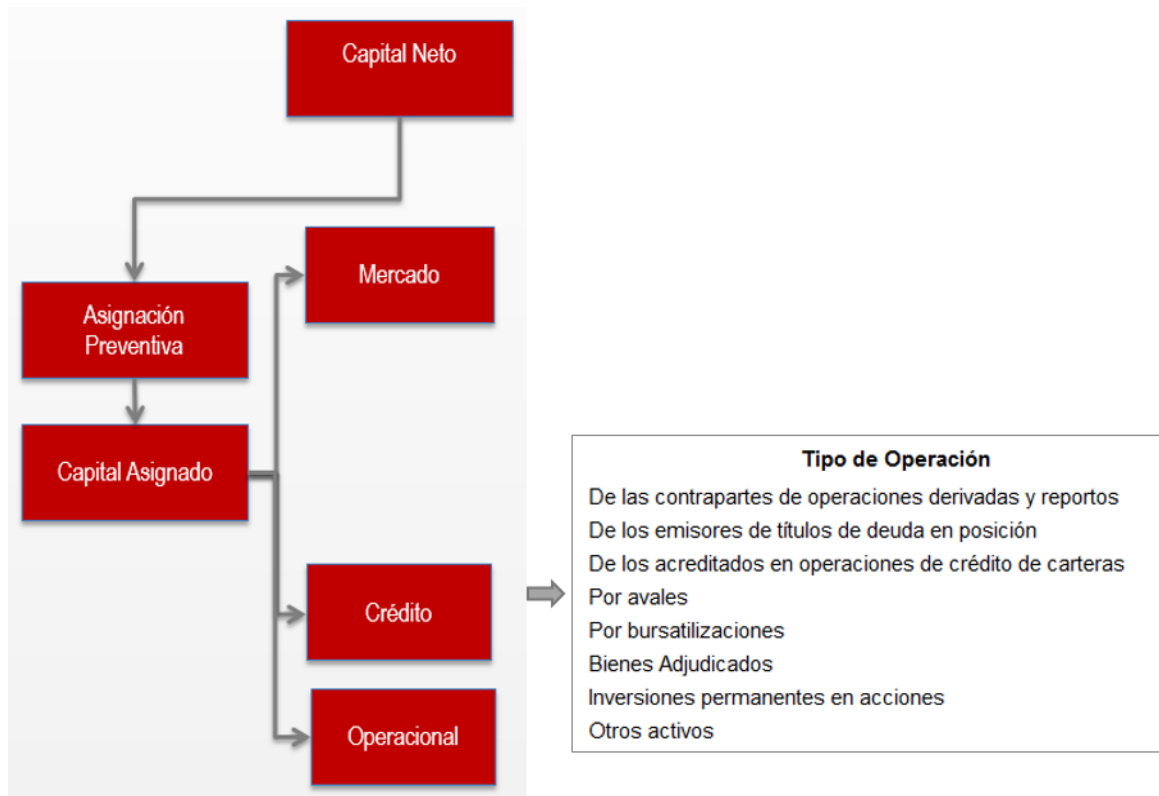 Capital Neto
Mercado
Asignación
Preventiva
Capital Asignado
Crédito
Operacional
Tipo de Operación
De las contrapartes de operaciones derivadas y reportos
De los emisores de títulos de deuda en posición
De los acreditados en operaciones de crédito de carteras
Por avales
Por bursatilizaciones
Bienes Adjudicados
Inversiones permanentes en acciones
Otros activos